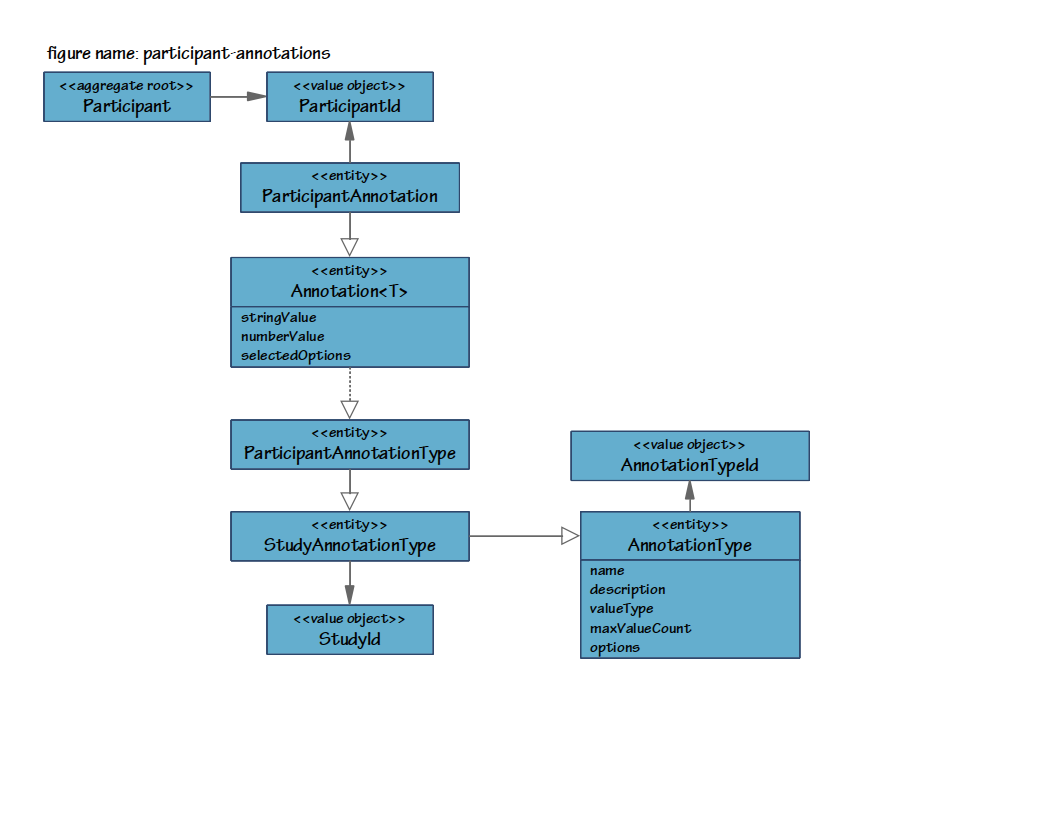 figure name: participant-annotations
<<aggregate root>>
Participant
<<value object>>
ParticipantId
<<entity>>
ParticipantAnnotation
<<entity>>
Annotation<T>
stringValue
numberValue
selectedOptions
<<entity>>
ParticipantAnnotationType
<<value object>>
AnnotationTypeId
<<entity>>
StudyAnnotationType
<<entity>>
AnnotationType
name
description
valueType
maxValueCount
options
<<value object>>
StudyId